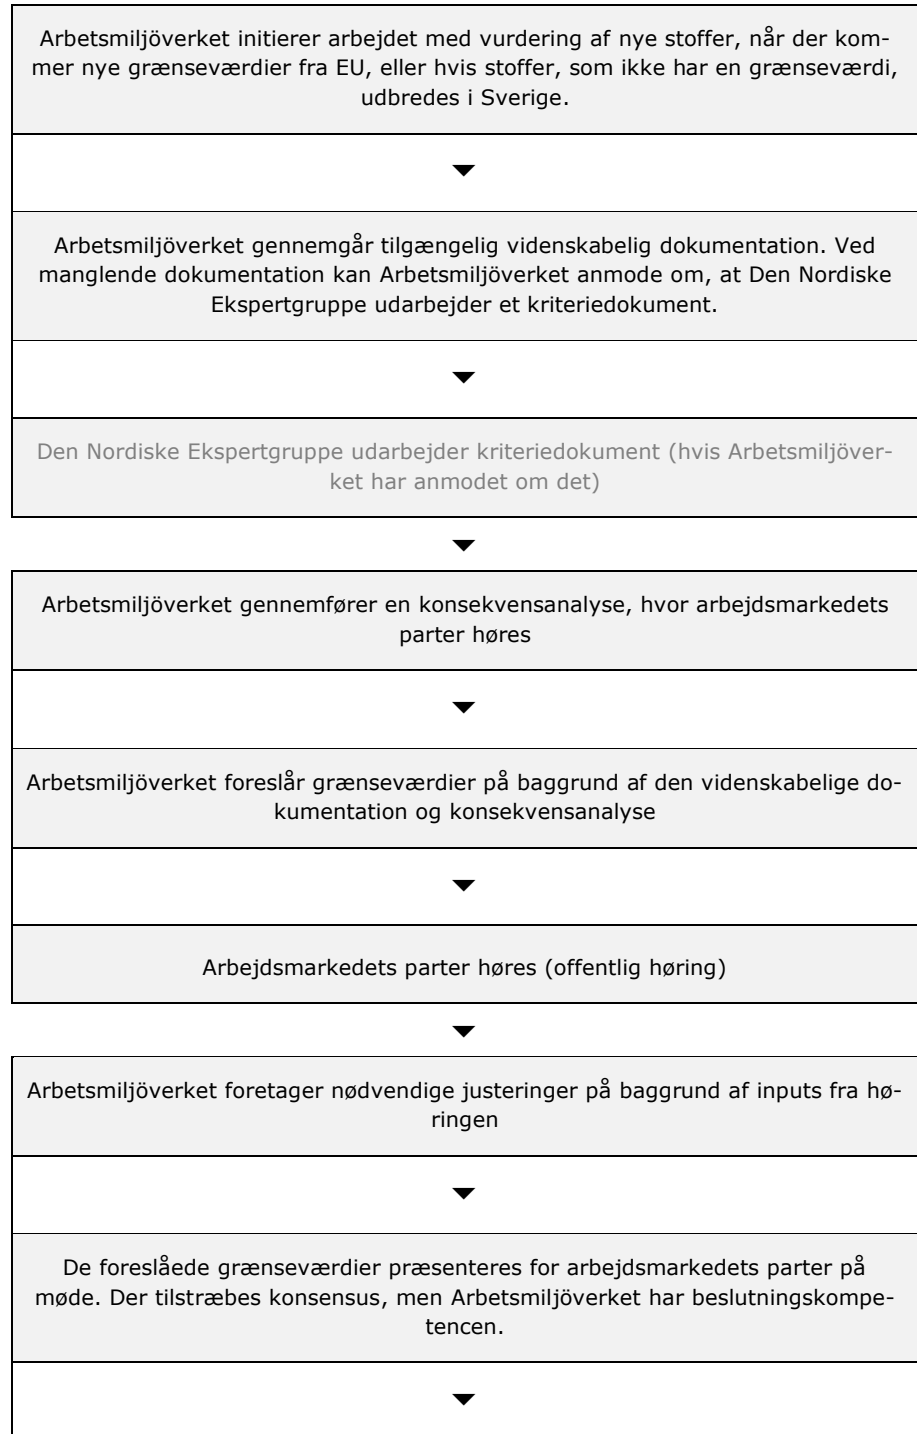 Arbetsmiljöverket initierer arbejdet med vurdering af nye stoffer, når der kom-
mer nye grænseværdier fra EU, eller hvis stoffer, som ikke har en grænseværdi,
udbredes i Sverige.
Arbetsmiljöverket gennemgår tilgængelig videnskabelig dokumentation. Ved
manglende dokumentation kan Arbetsmiljöverket anmode om, at Den Nordiske
Ekspertgruppe udarbejder et kriteriedokument.
Den Nordiske Ekspertgruppe udarbejder kriteriedokument (hvis Arbetsmiljöver-
ket har anmodet om det)
Arbetsmiljöverket gennemfører en konsekvensanalyse, hvor arbejdsmarkedets
parter høres
Arbetsmiljöverket foreslår grænseværdier på baggrund af den videnskabelige do-
kumentation og konsekvensanalyse
Arbejdsmarkedets parter høres (offentlig høring)
Arbetsmiljöverket foretager nødvendige justeringer på baggrund af inputs fra hø-
ringen
De foreslåede grænseværdier præsenteres for arbejdsmarkedets parter på
møde. Der tilstræbes konsensus, men Arbetsmiljöverket har beslutningskompe-
tencen.